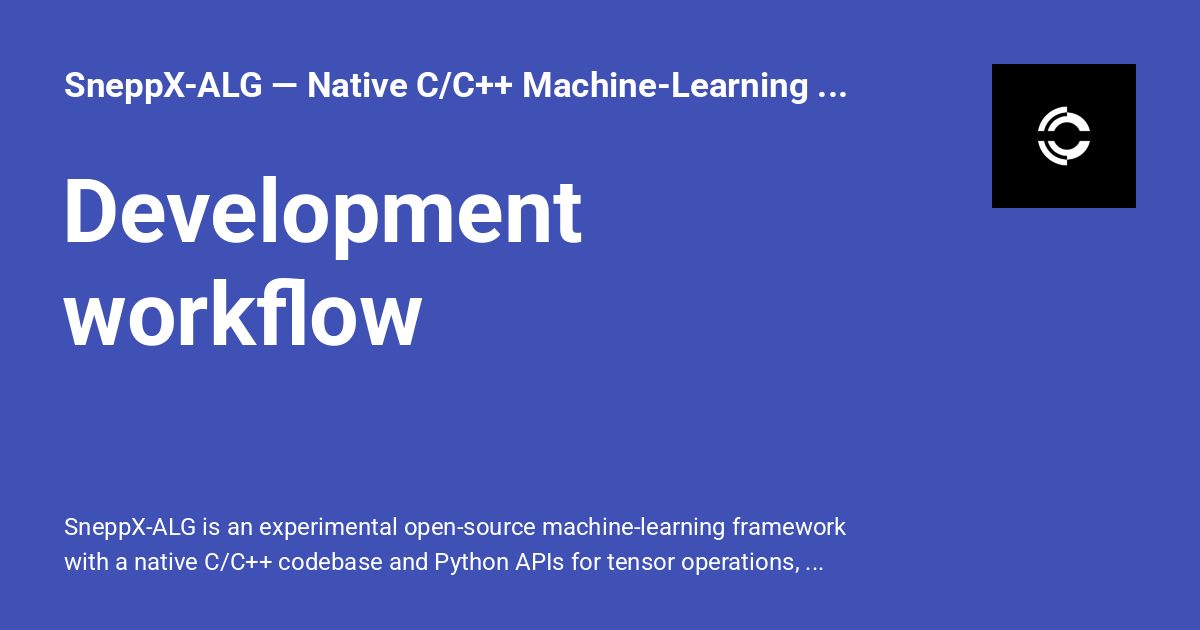 SneppX-ALG — Native C/C++ Machine-Learning ...
Development
workflow
SneppX-ALG is an experimental open-source machine-learning framework
with a native C/C++ codebase and Python APIs for tensor operations, ...